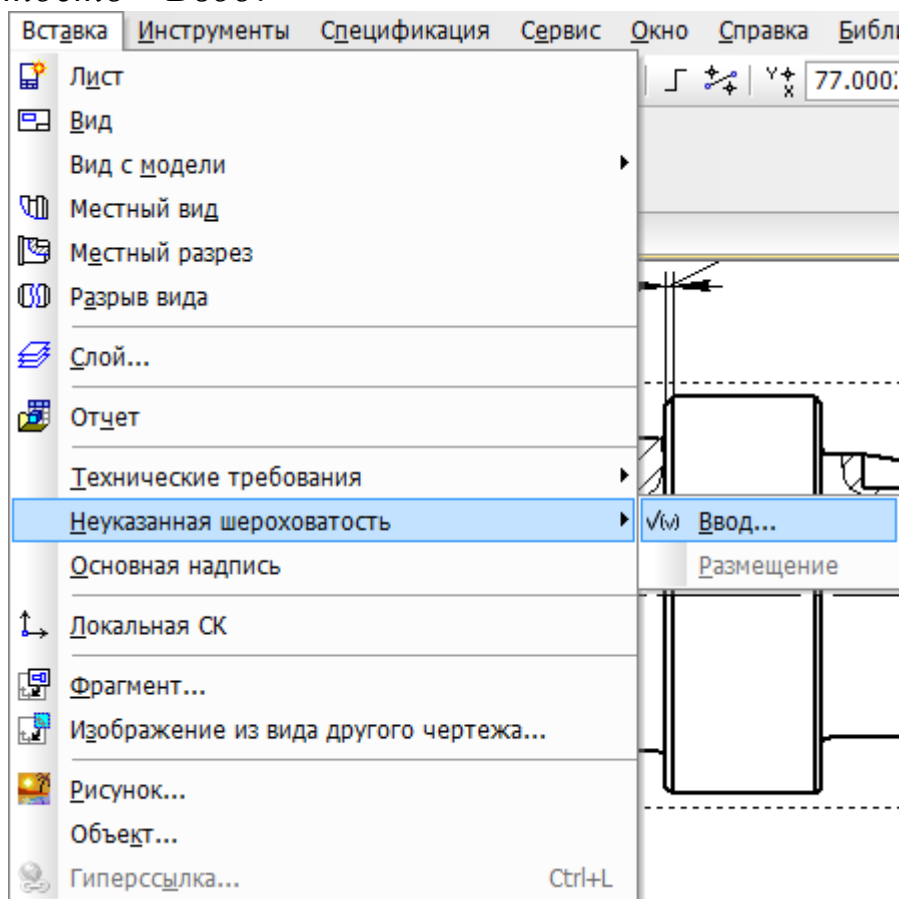 Вставка Инструменты Спецификация Сервис Окно Справка
Лист
77.000
Вид
Вид с модели
Местный вид
Местный разрез
Разрыв вида
Слой...
Отчет
Технические требования
Неуказанная шероховатость
Ввод...
Основная надпись
Размещение
Локальная СК
Фрагмент...
Изображение из вида другого чертежа...
Рисунок...
Объект...
Гиперссылка... Ctrl+L